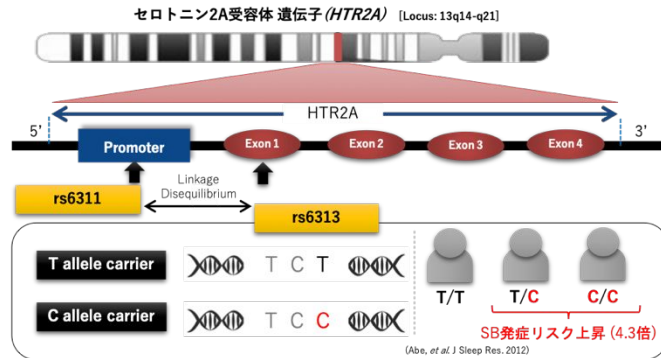 セロトニン2A受容体 遺伝子(HTR2A) [Locus: 13q14-q21]
HTR2A
5' 3'
Promoter Exon 1 Exon 2 Exon 3 Exon 4
Linkage
Disequilibrium
rs6311
rs6313
T allele carrier T C T
C allele carrier T C C
T/T T/C C/C
SB発症リスク上昇 (4.3倍)
(Abe, et al. J Sleep Res. 2012)